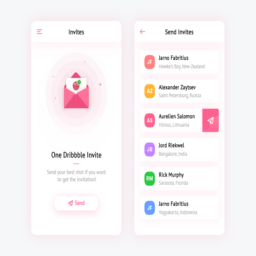 Invites
One Dribbble Invite
Send your best shot if you want
to get the invitation!
Send
Send Invites
JF
Jarno Fabritius
Hawke's Bay, New Zealand
AZ
Alexander Zaytsev
Saint Petersburg, Russia
AS
Aurelien Salomon
Vilnius, Lithuania
JR
Jord Riekwel
Bangalore, India
RM
Rick Murphy
Sarasota, Florida
JF
Jarno Fabritius
Yogyakarta, Indonesia